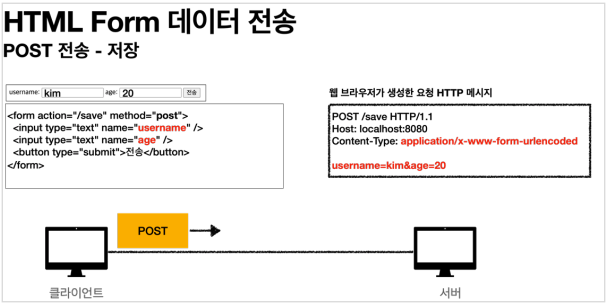 HTML Form 데이터 전송
POST 전송 - 저장
username: kim age: 20 전송
<form action="/save" method="post">
<input type="text" name="username" />
<input type="text" name="age" />
<button type="submit">전송</button>
</form>
웹 브라우저가 생성한 요청 HTTP 메시지
POST /save HTTP/1.1
Host: localhost:8080
Content-Type: application/x-www-form-urlencoded
username=kim&age=20
POST
클라이언트
서버